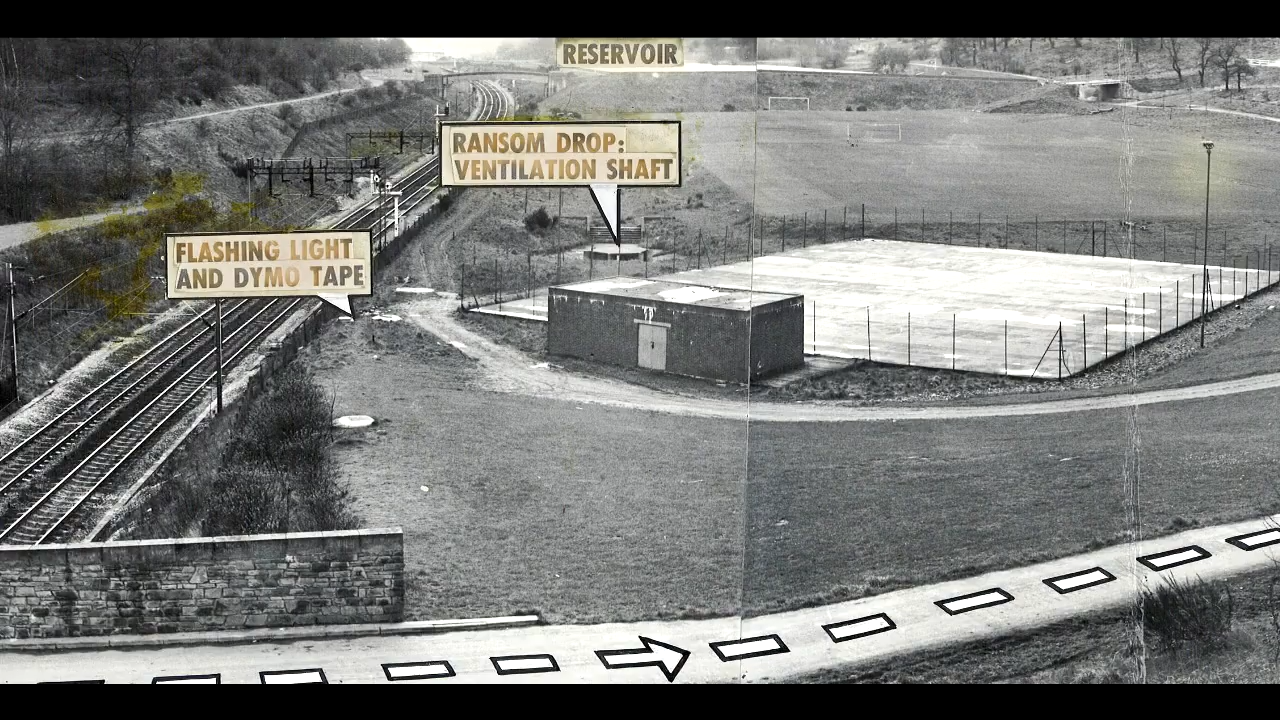 RESERVOIR
RANSOM DROP:
VENTILATION SHAFT
FLASHING LIGHT
AND DYMO TAPE